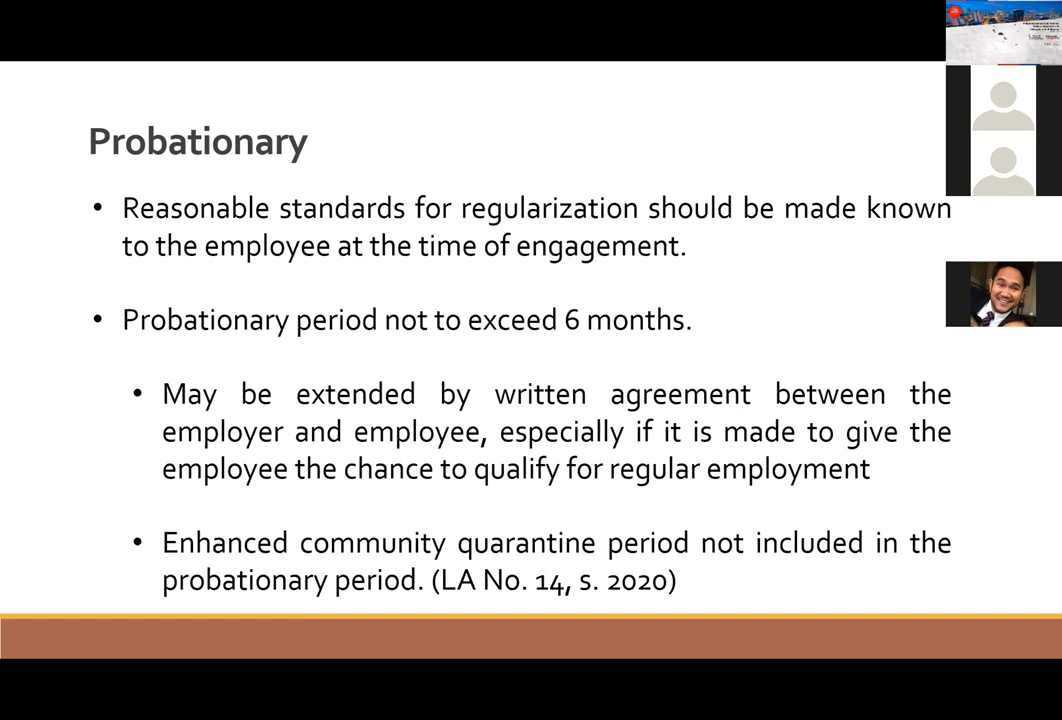 Probationary
• Reasonable standards for regularization should be made known
to the employee at the time of engagement.
• Probationary period not to exceed 6 months.
• May be extended by written agreement between the
employer and employee, especially if it is made to give the
employee the chance to qualify for regular employment
• Enhanced community quarantine period not included in the
probationary period. (LA No. 14, s. 2020)